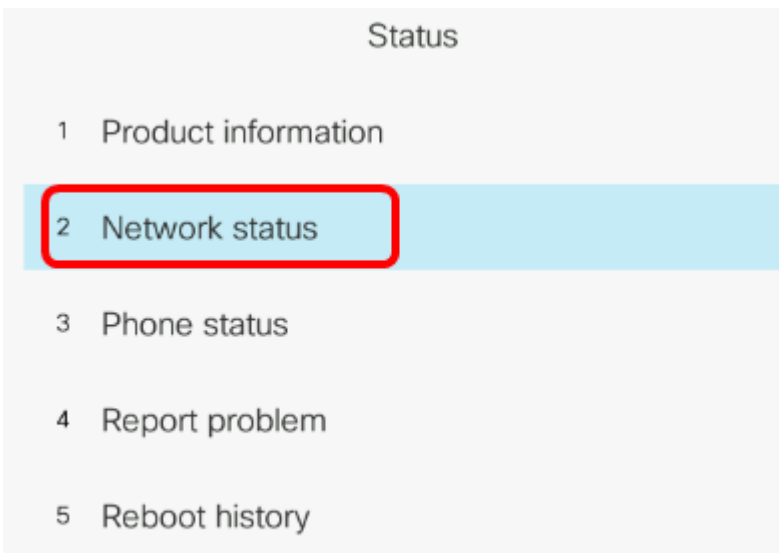 Status
1 Product information
2 Network status
3 Phone status
4 Report problem
5 Reboot history